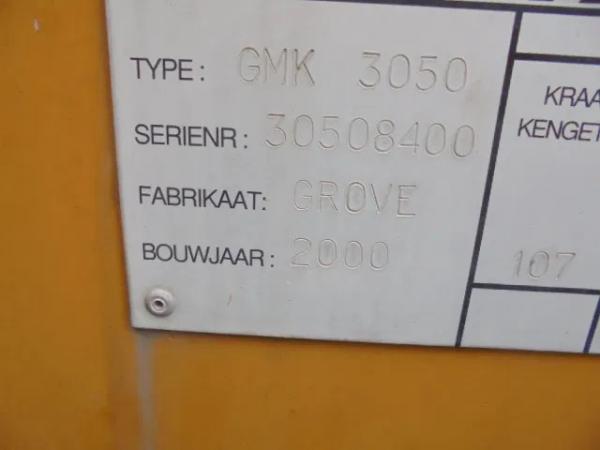 TYPE: GMK 3050
SERIENR: 30508400
FABRIKAAT: GROVE
BOUWJAAR: 2000
KRAA
KENGET
107